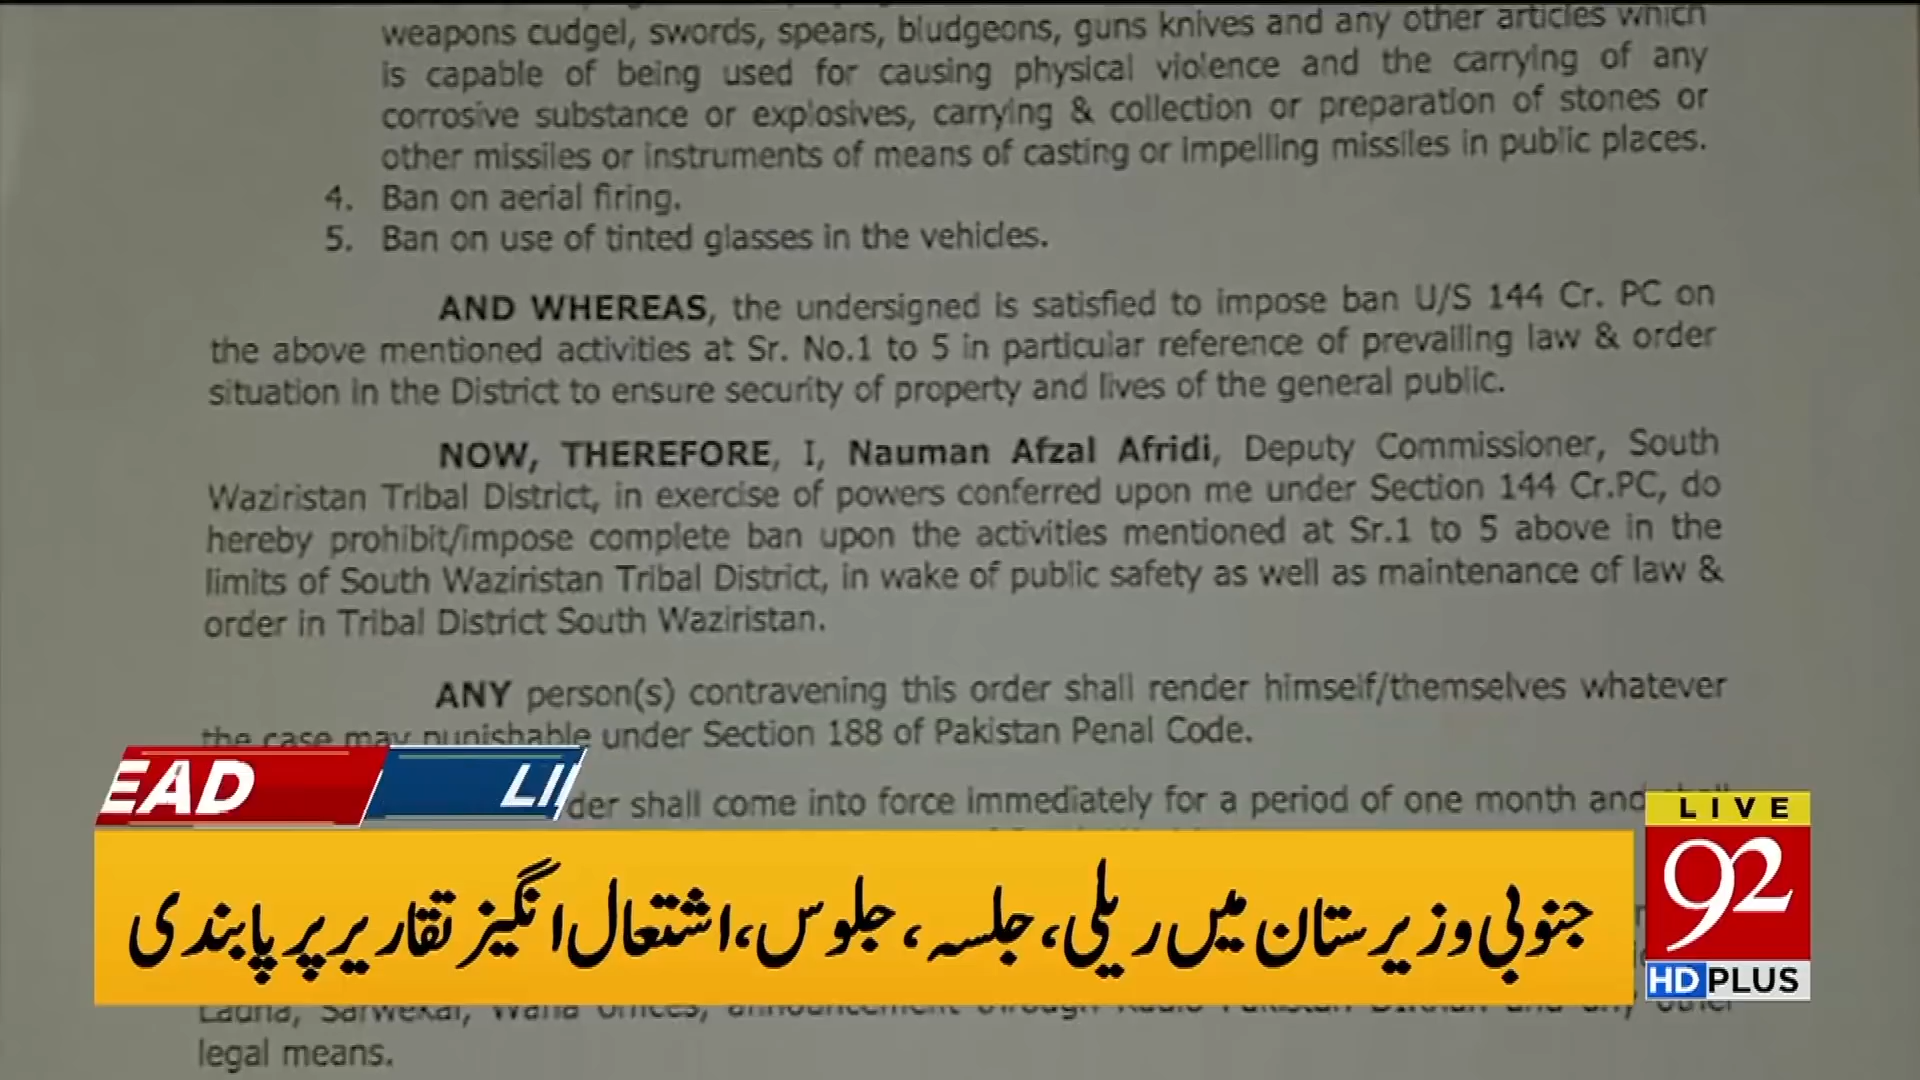 weapons cudgel, swords, spears, bludgeons, guns knives and any other articles which
is capable of being used for causing physical violence and the carrying of any
corrosive substance or explosives, carrying & collection or preparation of stones or
other missiles or instruments of means of casting or impelling missiles in public places.
4. Ban on aerial firing.
5. Ban on use of tinted glasses in the vehicles.
AND WHEREAS, the undersigned is satisfied to impose ban U/S 144 Cr. PC on
the above mentioned activities at Sr. No.1 to 5 in particular reference of prevailing law & order
situation in the District to ensure security of property and lives of the general public.
NOW, THEREFORE, I, Nauman Afzal Afridi, Deputy Commissioner, South
Waziristan Tribal District, in exercise of powers conferred upon me under Section 144 Cr.PC, do
hereby prohibit/impose complete ban upon the activities mentioned at Sr.1 to 5 above in the
limits of South Waziristan Tribal District, in wake of public safety as well as maintenance of law &
order in Tribal District South Waziristan.
ANY person(s) contravening this order shall render himself/themselves whatever
the case may punishable under Section 188 of Pakistan Penal Code.
EAD LI
der shall come into force immediately for a period of one month and
LIVE
92
HD PLUS
جنوبی وزیرستان میں ریلی، جلسہ، جلوس، اشتعال انگیز تقاریر پر پابندی
legal means.